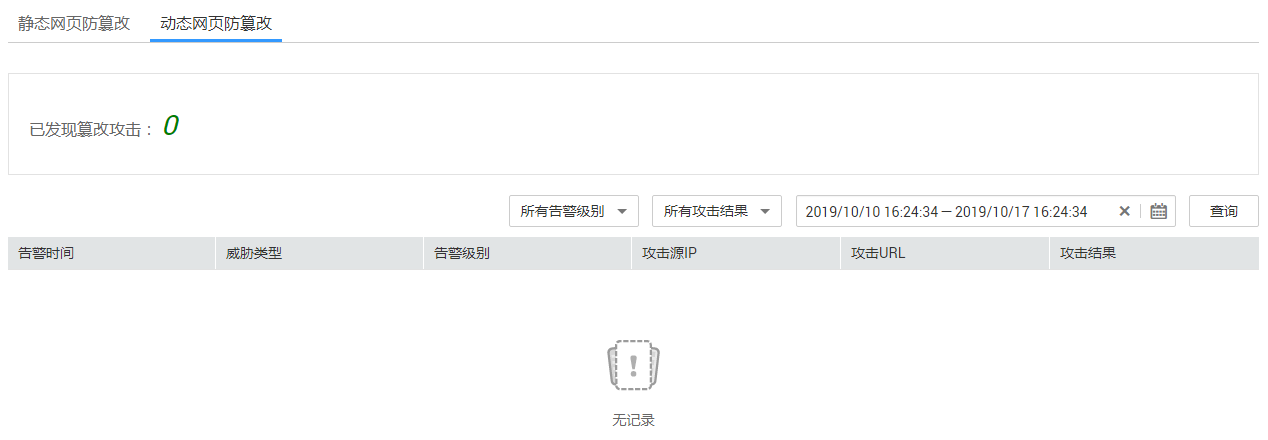 静态网页防篡改 动态网页防篡改
已发现篡改攻击： 0
所有告警级别 所有攻击结果 2019/10/10 16:24:34 – 2019/10/17 16:24:34 查询
告警时间 威胁类型 告警级别 攻击源IP 攻击URL 攻击结果
无记录